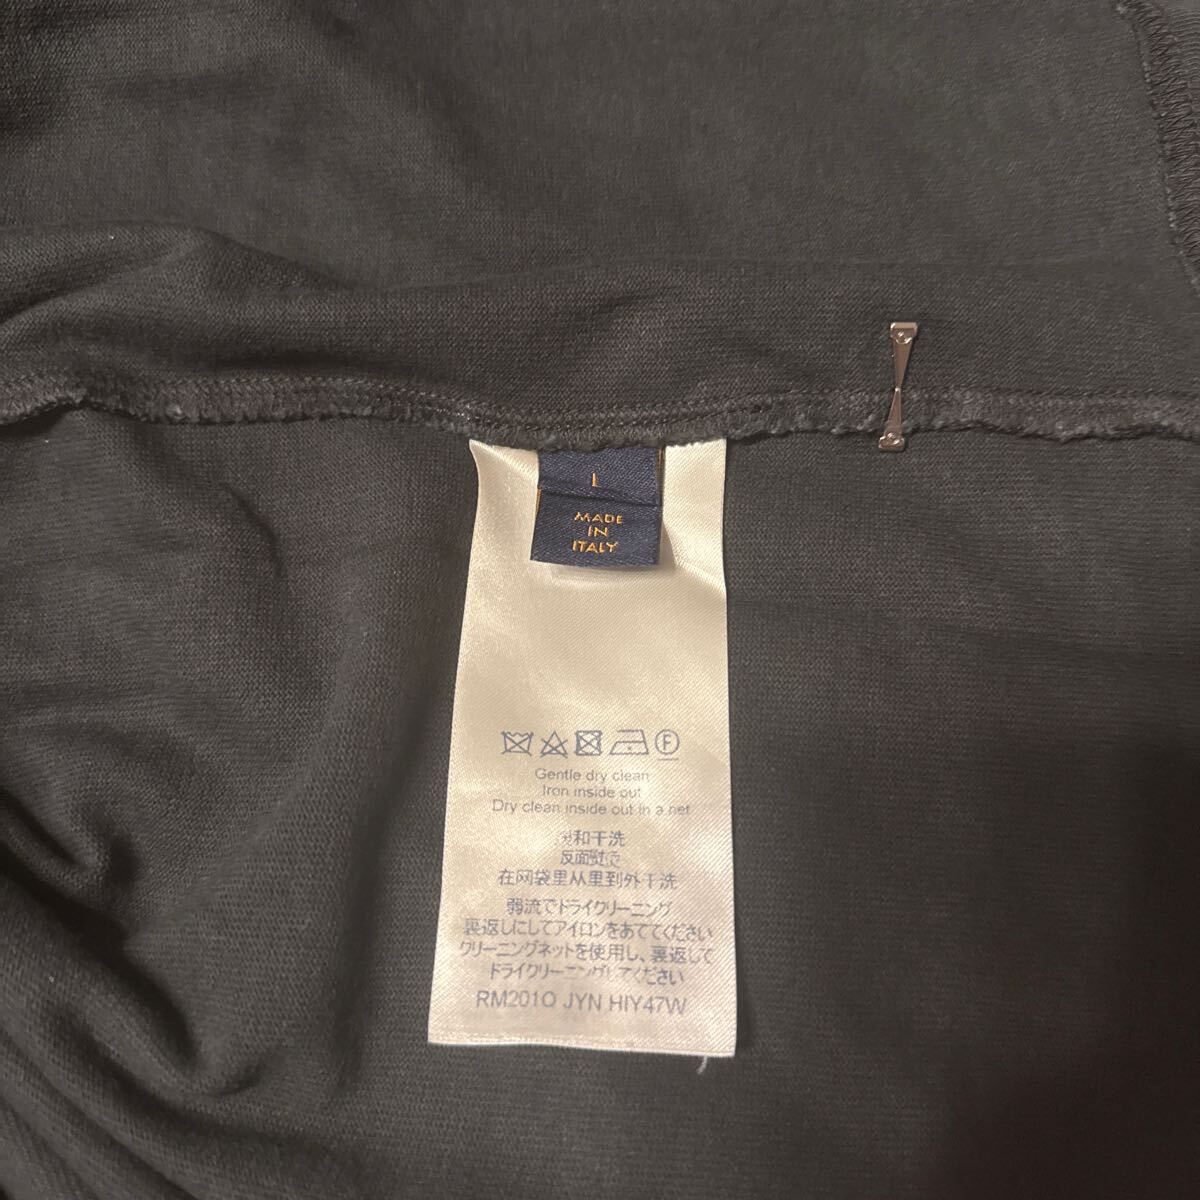 L
MADE
IN
ITALY
F
Gentle dry clean
Iron inside out
Dry clean inside out in a net
缓和干洗
反面熨烫
在网袋里从里到外干洗
弱流でドライクリーニング
裏返しにしてアイロンをあててください
クリーニングネットを使用し、裏返して
ドライクリーニングしてください
RM201Q JYN HIY47W